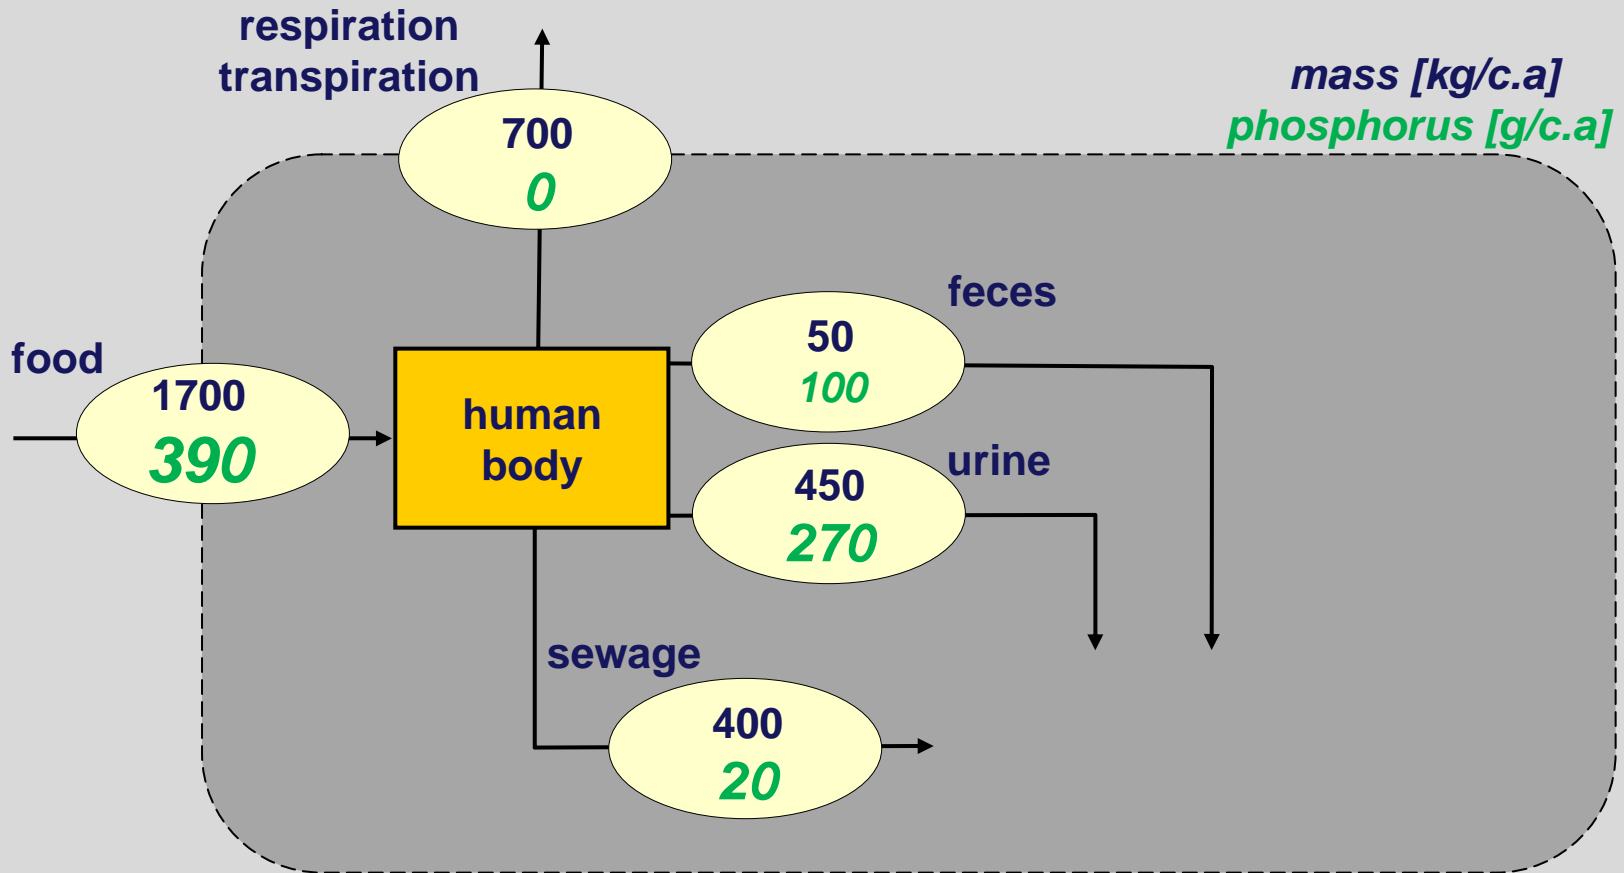 respiration
transpiration
mass [kg/c.a]
phosphorus [g/c.a]
700
0
feces
50
100
food
1700
390
human
body
urine
450
270
sewage
400
20